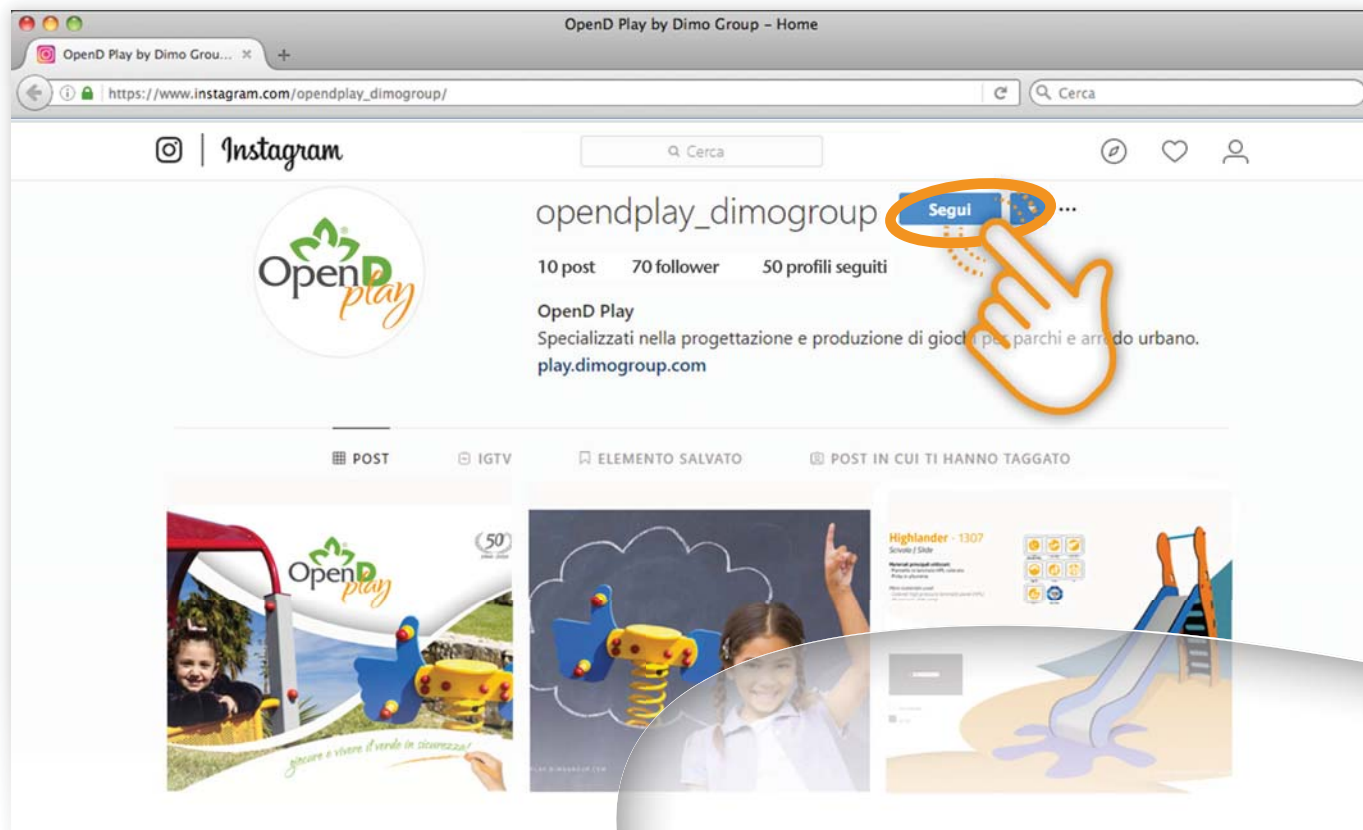 OpenD Play by Dimo Group – Home
OpenD Play by Dimo Grou...
https://www.instagram.com/opendplay_dimogroup/
Cerca
Instagram
Cerca
OpenD play
opendplay_dimogroup Segui ...
10 post 70 follower 50 profili seguiti
OpenD Play
Specializzati nella progettazione e produzione di giochi per parchi e arredo urbano.
play.dimogroup.com
POST IGTV ELEMENTO SALVATO POST IN CUI TI HANNO TAGGATO
OpenD play
50
giocare e vivere il verde in sicurezza!
Highlander - 1307
Scivolo / Slide